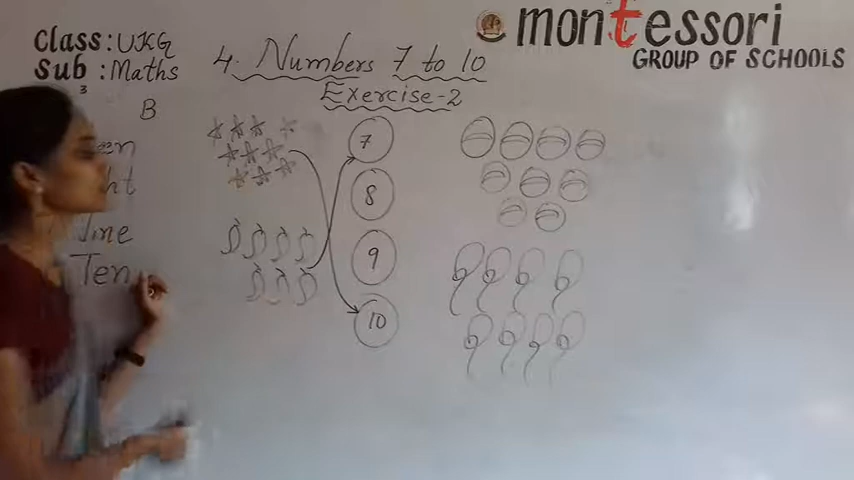 montessori
GROUP OF SCHOOLS
Class: UKG
Sub : Maths
4. Numbers 7 to 10
Exercise-2
3
B
7
8
9
10
Ten